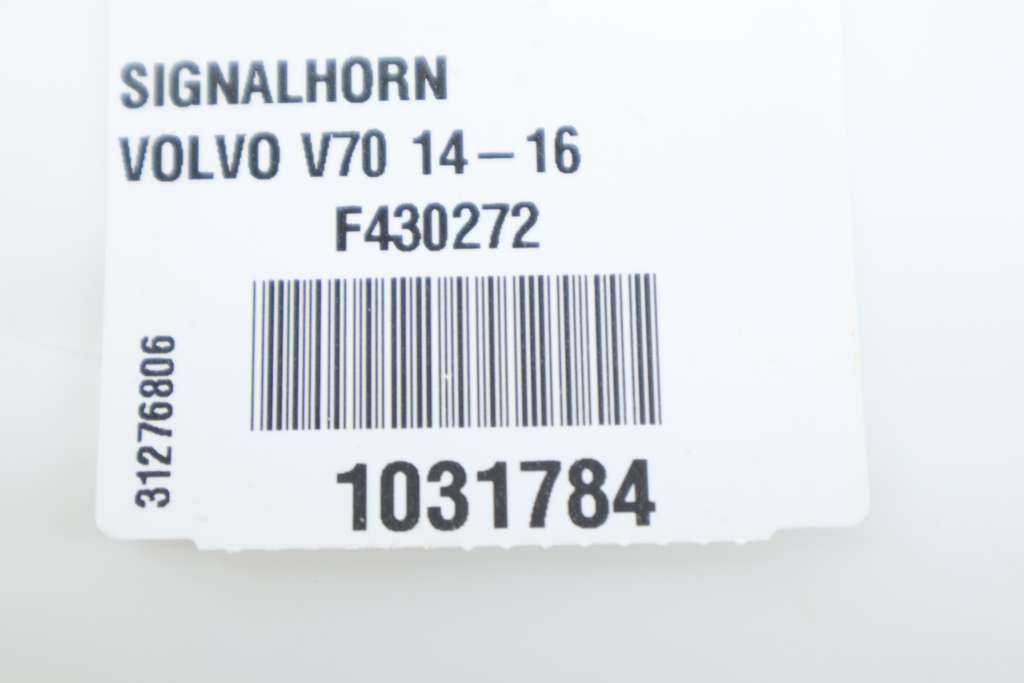 SIGNALHORN
VOLVO V70 14-16
F430272
31276806
1031784